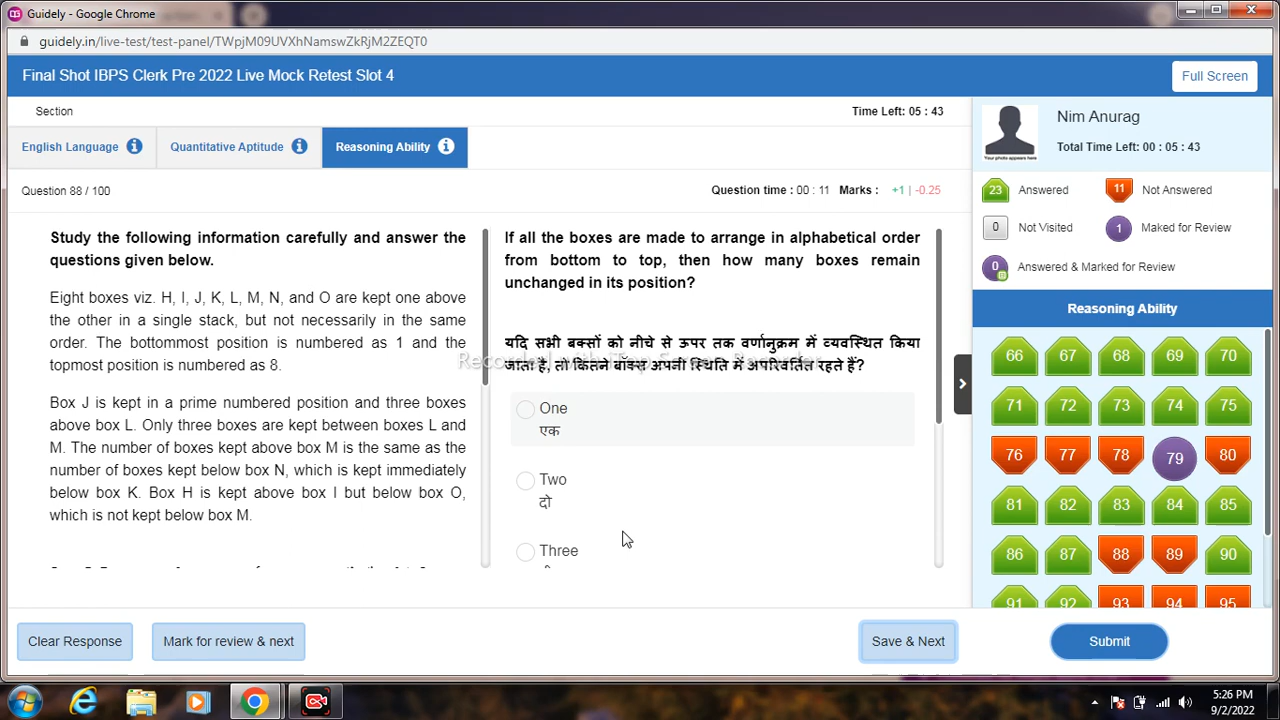 Guidely - Google Chrome
guidely.in/live-test/test-panel/TWpjM09UVXhNamswZkRjM2ZEQT0
Final Shot IBPS Clerk Pre 2022 Live Mock Retest Slot 4
Full Screen
Section
Time Left: 05 : 43
English Language
Quantitative Aptitude
Reasoning Ability
Question 88 / 100
Question time : 00 : 11 Marks : +1 | -0.25
Study the following information carefully and answer the
questions given below.
Eight boxes viz. H, I, J, K, L, M, N, and O are kept one above
the other in a single stack, but not necessarily in the same
order. The bottommost position is numbered as 1 and the
topmost position is numbered as 8.
Box J is kept in a prime numbered position and three boxes
above box L. Only three boxes are kept between boxes L and
M. The number of boxes kept above box M is the same as the
number of boxes kept below box N, which is kept immediately
below box K. Box H is kept above box I but below box O,
which is not kept below box M.
If all the boxes are made to arrange in alphabetical order
from bottom to top, then how many boxes remain
unchanged in its position?
यदि सभी बक्सों को नीचे से ऊपर तक वर्णानुक्रम में व्यवस्थित किया
जाता है, तो कितने बॉक्स अपनी स्थिति में अपरिवर्तित रहते हैं?
Recorded with iTop Screen Recorder
One
एक
Two
दो
Three
Clear Response
Mark for review & next
Save & Next
Nim Anurag
Total Time Left: 00 : 05 : 43
Your photo appears here
23 Answered
11 Not Answered
0 Not Visited
1 Maked for Review
0 Answered & Marked for Review
Reasoning Ability
66 67 68 69 70
71 72 73 74 75
76 77 78 79 80
81 82 83 84 85
86 87 88 89 90
91 92 93 94 95
Submit
5:26 PM
9/2/2022